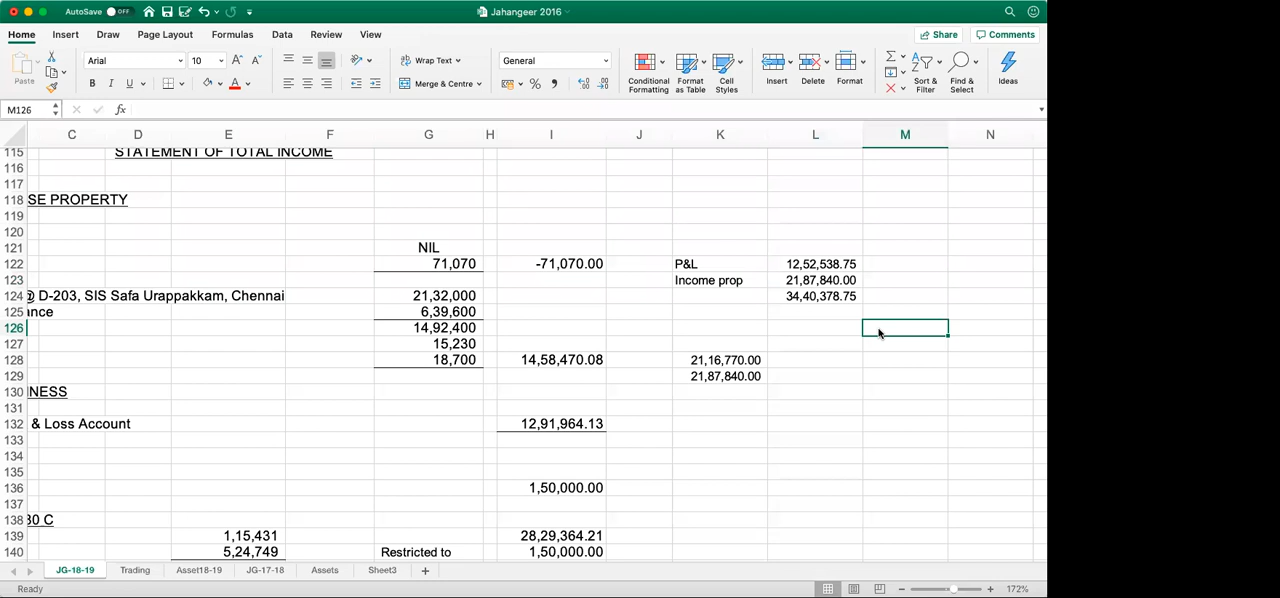 AutoSave OFF
Jahangeer 2016
Home Insert Draw Page Layout Formulas Data Review View
Share Comments
Paste
Arial 10 A^ A˅
B I U A
Wrap Text
Merge & Centre
General
% 9
Conditional Formatting
Format as Table
Cell Styles
Insert
Delete
Format
Sort & Filter
Find & Select
Ideas
M126 fx
C D E F G H I J K L M N
115 STATEMENT OF TOTAL INCOME
116
117
118 SE PROPERTY
119
120
121 NIL
122 71,070 -71,070.00 P&L 12,52,538.75
123 Income prop 21,87,840.00
124 @ D-203, SIS Safa Urappakkam, Chennai 21,32,000 34,40,378.75
125 ance 6,39,600
126 14,92,400
127 15,230
128 18,700 14,58,470.08 21,16,770.00
129 21,87,840.00
130 NESS
131
132 & Loss Account 12,91,964.13
133
134
135
136 1,50,000.00
137
138 80 C
139 1,15,431 28,29,364.21
140 5,24,749 Restricted to 1,50,000.00
JG-18-19 Trading Asset18-19 JG-17-18 Assets Sheet3 +
Ready
− + 172%